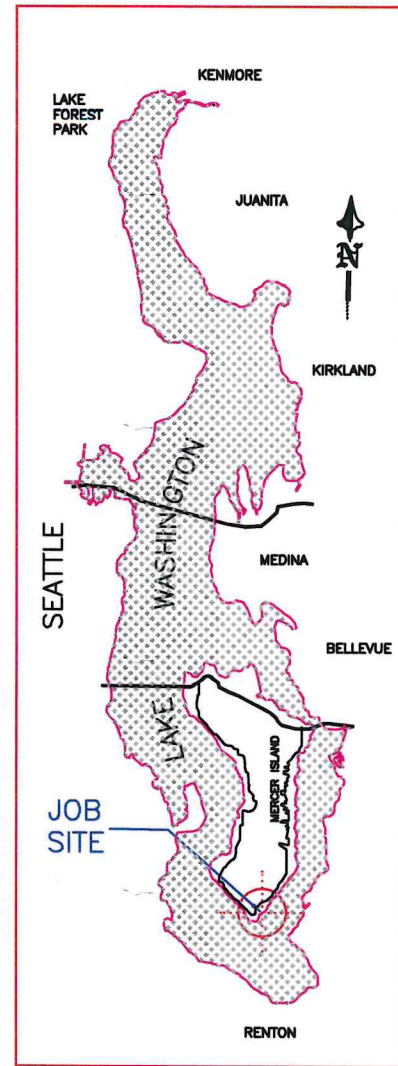 KENMORE
LAKE
FOREST
PARK
JUANITA
N
KIRKLAND
WASHINGTON
SEATTLE
MEDINA
BELLEVUE
LAKE
MERCER ISLAND
JOB
SITE
RENTON